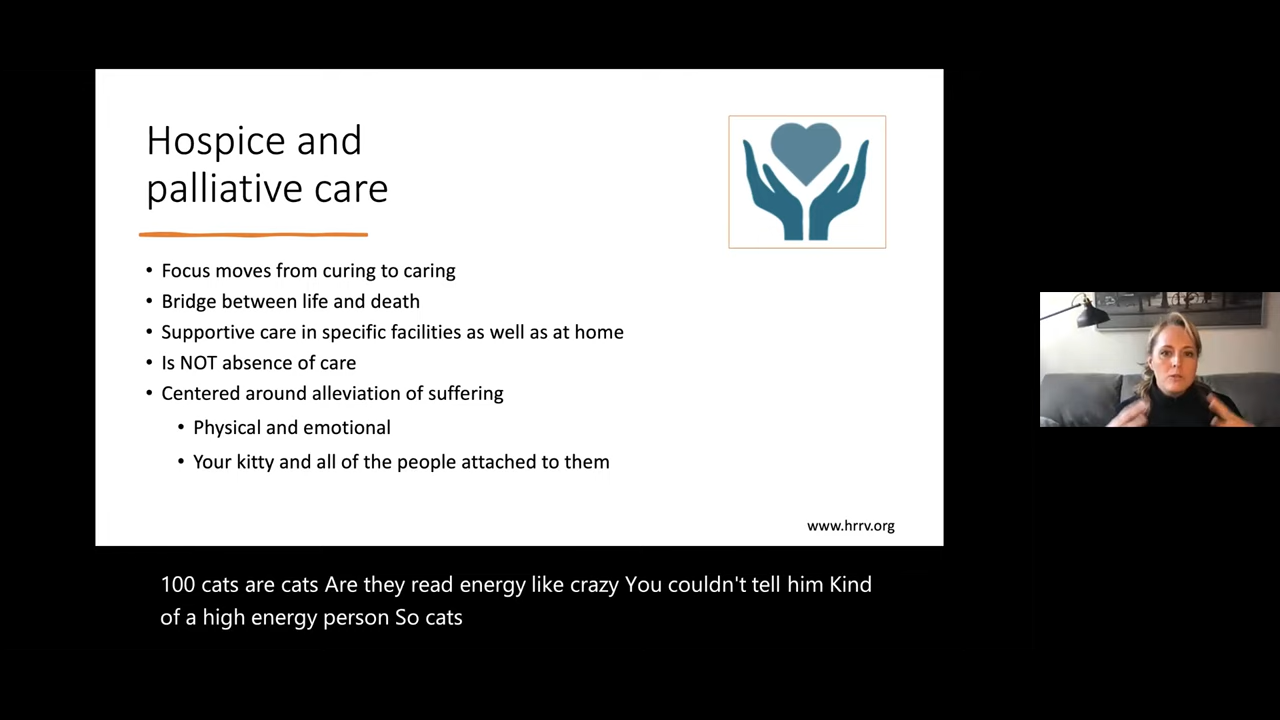 Hospice and
palliative care
• Focus moves from curing to caring
• Bridge between life and death
• Supportive care in specific facilities as well as at home
• Is NOT absence of care
• Centered around alleviation of suffering
• Physical and emotional
• Your kitty and all of the people attached to them
www.hrrv.org
100 cats are cats Are they read energy like crazy You couldn't tell him Kind
of a high energy person So cats